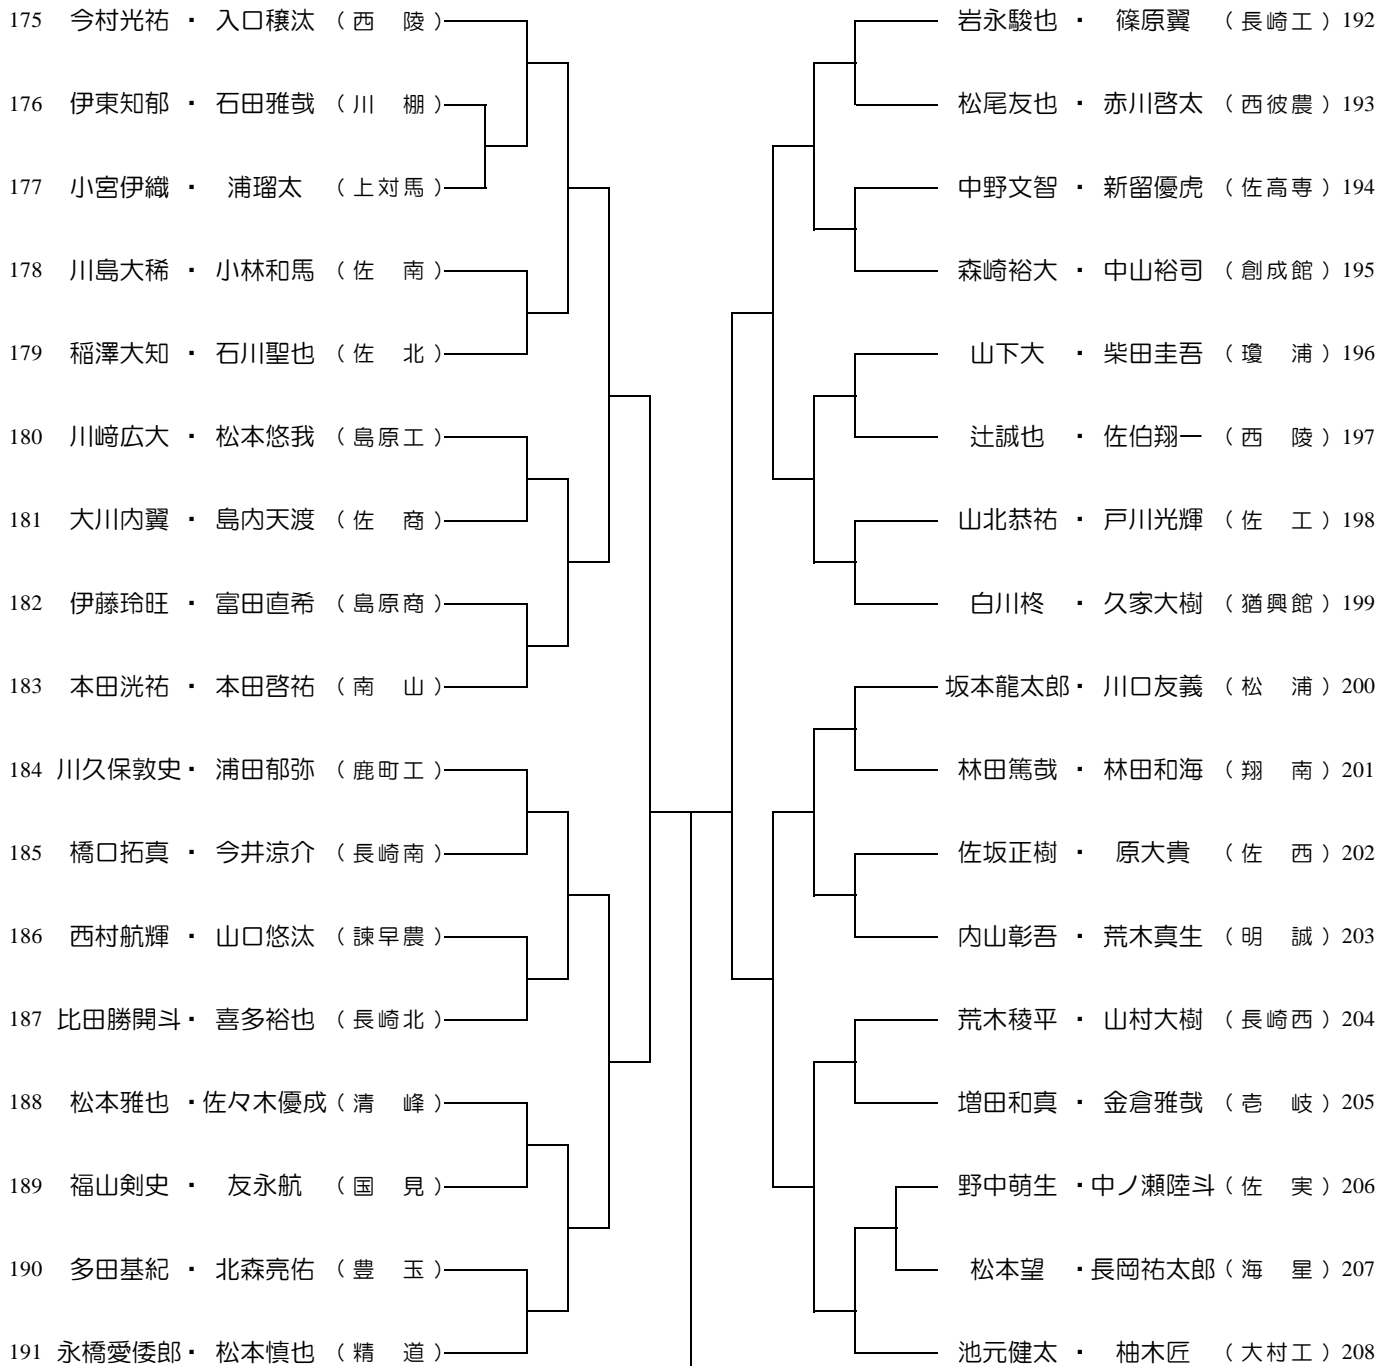 175 今村光祐 ・ 入口穣汰 （ 西 陵 ）
176 伊東知郁 ・ 石田雅哉 （ 川 棚 ）
177 小宮伊織 ・ 浦瑠太 （ 上対馬 ）
178 川島大稀 ・ 小林和馬 （ 佐 南 ）
179 稲澤大知 ・ 石川聖也 （ 佐 北 ）
180 川﨑広大 ・ 松本悠我 （ 島原工 ）
181 大川内翼 ・ 島内天渡 （ 佐 商 ）
182 伊藤玲旺 ・ 富田直希 （ 島原商 ）
183 本田洸祐 ・ 本田啓祐 （ 南 山 ）
184 川久保敦史 ・ 浦田郁弥 （ 鹿町工 ）
185 橋口拓真 ・ 今井涼介 （ 長崎南 ）
186 西村航輝 ・ 山口悠汰 （ 諫早農 ）
187 比田勝開斗 ・ 喜多裕也 （ 長崎北 ）
188 松本雅也 ・ 佐々木優成 （ 清 峰 ）
189 福山剣史 ・ 友永航 （ 国 見 ）
190 多田基紀 ・ 北森亮佑 （ 豊 玉 ）
191 永橋愛倭郎 ・ 松本慎也 （ 精 道 ）
岩永駿也 ・ 篠原翼 （ 長崎工 ） 192
松尾友也 ・ 赤川啓太 （ 西彼農 ） 193
中野文智 ・ 新留優虎 （ 佐高専 ） 194
森崎裕大 ・ 中山裕司 （ 創成館 ） 195
山下大 ・ 柴田圭吾 （ 瓊 浦 ） 196
辻誠也 ・ 佐伯翔一 （ 西 陵 ） 197
山北恭祐 ・ 戸川光輝 （ 佐 工 ） 198
白川柊 ・ 久家大樹 （ 猶興館 ） 199
坂本龍太郎 ・ 川口友義 （ 松 浦 ） 200
林田篤哉 ・ 林田和海 （ 翔 南 ） 201
佐坂正樹 ・ 原大貴 （ 佐 西 ） 202
内山彰吾 ・ 荒木真生 （ 明 誠 ） 203
荒木稜平 ・ 山村大樹 （ 長崎西 ） 204
増田和真 ・ 金倉雅哉 （ 壱 岐 ） 205
野中萌生 ・ 中ノ瀬陸斗 （ 佐 実 ） 206
松本望 ・ 長岡祐太郎 （ 海 星 ） 207
池元健太 ・ 柚木匠 （ 大村工 ） 208